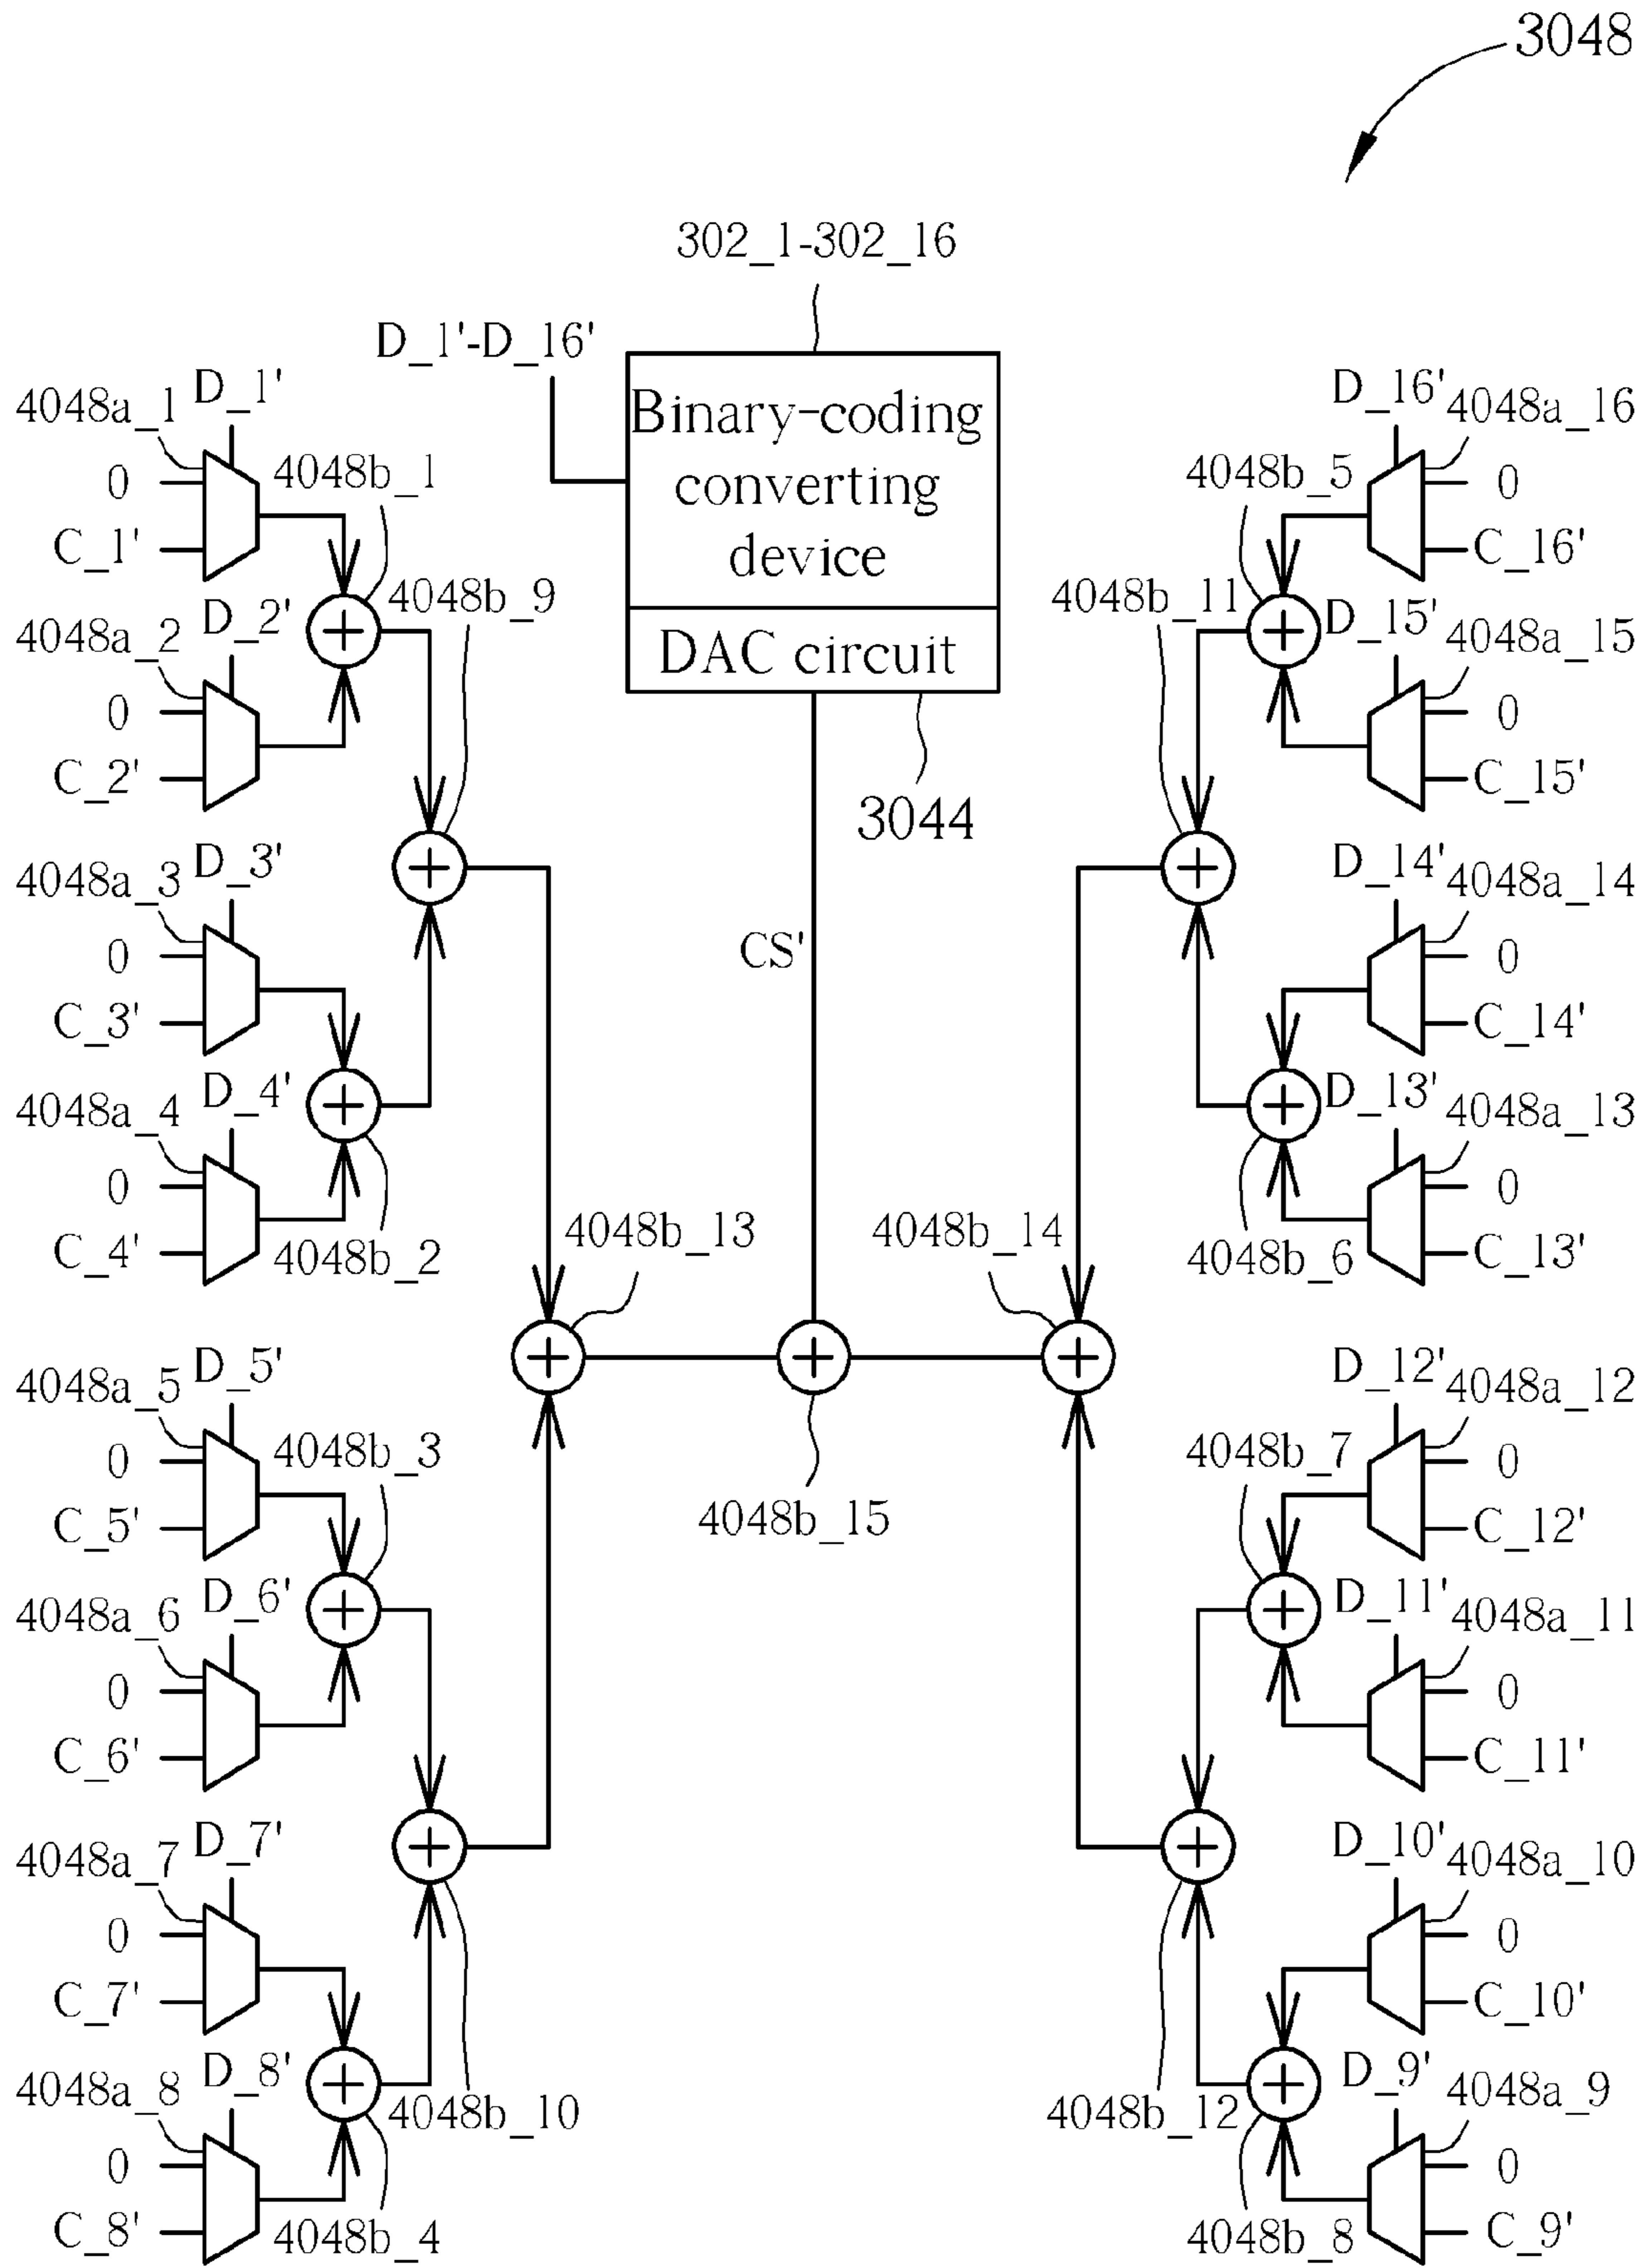 3048
302_1-302_16
D_1'-D_16'
Binary-coding
converting
device
DAC circuit
3044
CS'
4048a_1
D_1'
0
C_1'
4048b_1
4048a_2
D_2'
0
C_2'
4048b_9
4048a_3
D_3'
0
C_3'
4048a_4
D_4'
0
C_4'
4048b_2
4048b_13
4048a_5
D_5'
0
C_5'
4048b_3
4048a_6
D_6'
0
C_6'
4048a_7
D_7'
0
C_7'
4048a_8
D_8'
0
C_8'
4048b_10
4048b_4
4048b_15
4048b_14
D_16'
4048a_16
0
C_16'
4048b_5
4048b_11
D_15'
4048a_15
0
C_15'
D_14'
4048a_14
0
C_14'
D_13'
4048a_13
0
C_13'
4048b_6
D_12'
4048a_12
0
C_12'
4048b_7
D_11'
4048a_11
0
C_11'
D_10'
4048a_10
0
C_10'
D_9'
4048a_9
0
C_9'
4048b_12
4048b_8